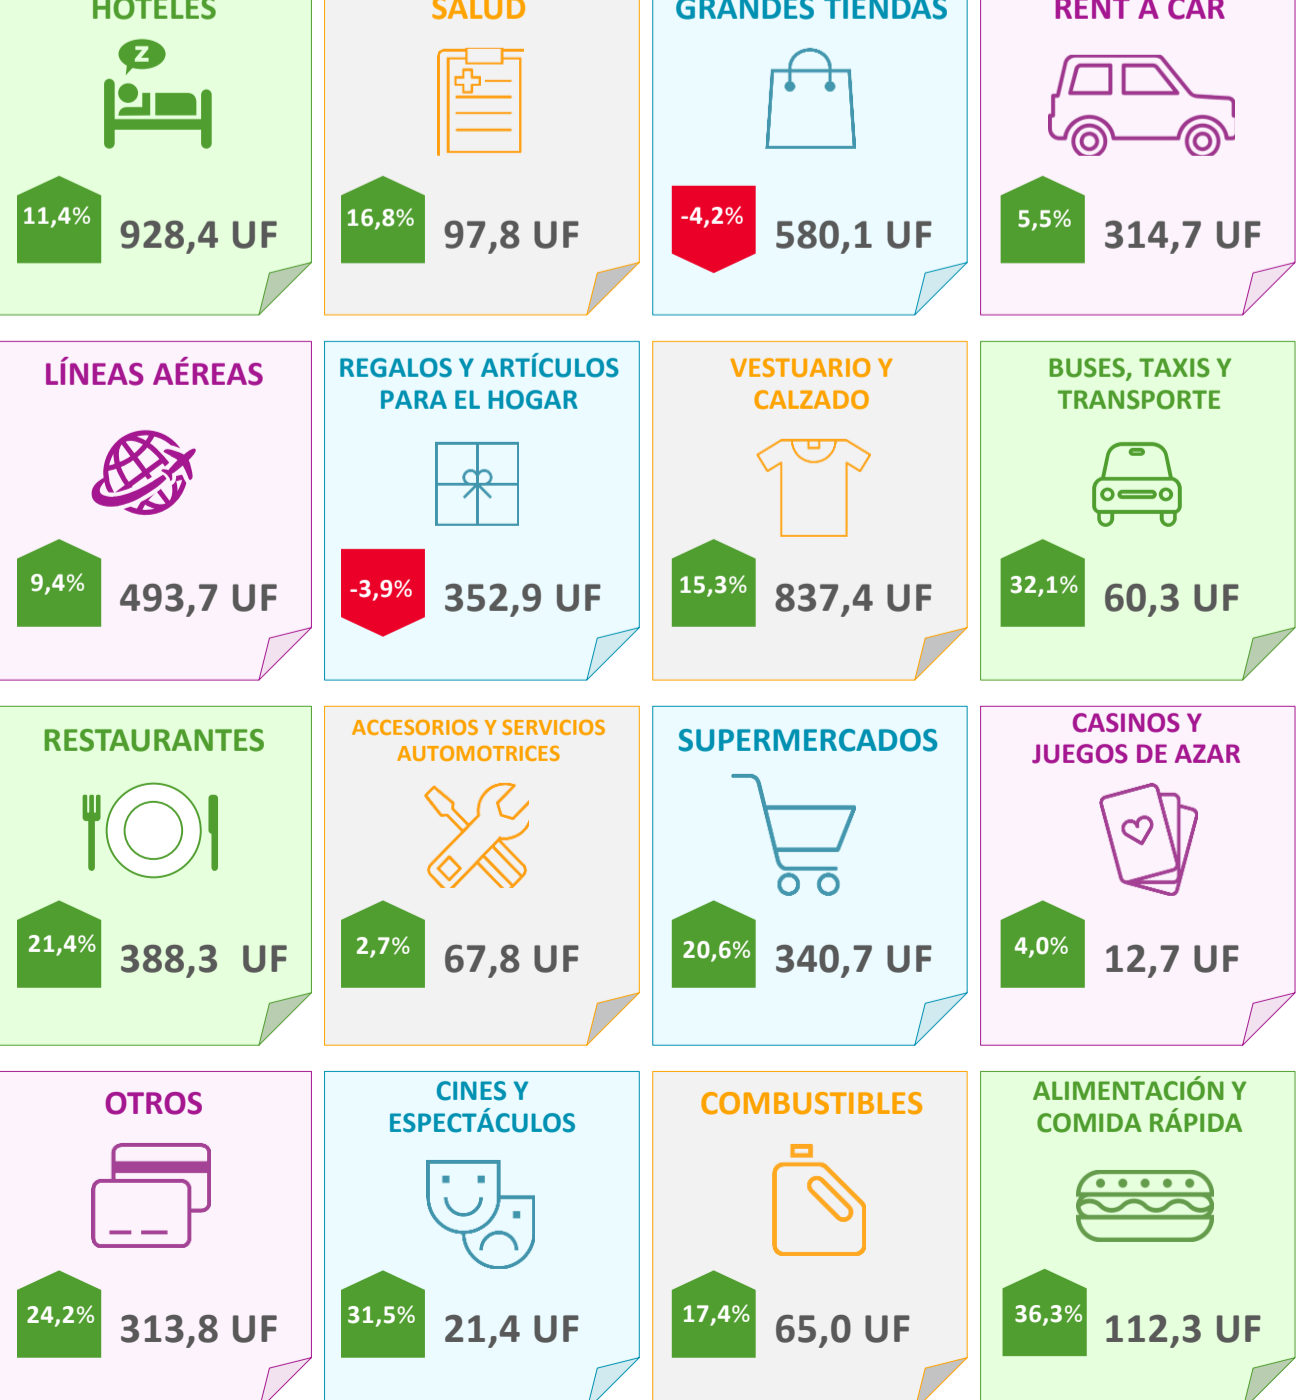 HOTELES
Z
11,4%
928,4 UF
SALUD
16,8%
97,8 UF
GRANDES TIENDAS
-4,2%
580,1 UF
RENT A CAR
5,5%
314,7 UF
LÍNEAS AÉREAS
9,4%
493,7 UF
REGALOS Y ARTÍCULOS
PARA EL HOGAR
-3,9%
352,9 UF
VESTUARIO Y
CALZADO
15,3%
837,4 UF
BUSES, TAXIS Y
TRANSPORTE
32,1%
60,3 UF
RESTAURANTES
21,4%
388,3 UF
ACCESORIOS Y SERVICIOS
AUTOMOTRICES
2,7%
67,8 UF
SUPERMERCADOS
20,6%
340,7 UF
CASINOS Y
JUEGOS DE AZAR
4,0%
12,7 UF
OTROS
24,2%
313,8 UF
CINES Y
ESPECTÁCULOS
31,5%
21,4 UF
COMBUSTIBLES
17,4%
65,0 UF
ALIMENTACIÓN Y
COMIDA RÁPIDA
36,3%
112,3 UF